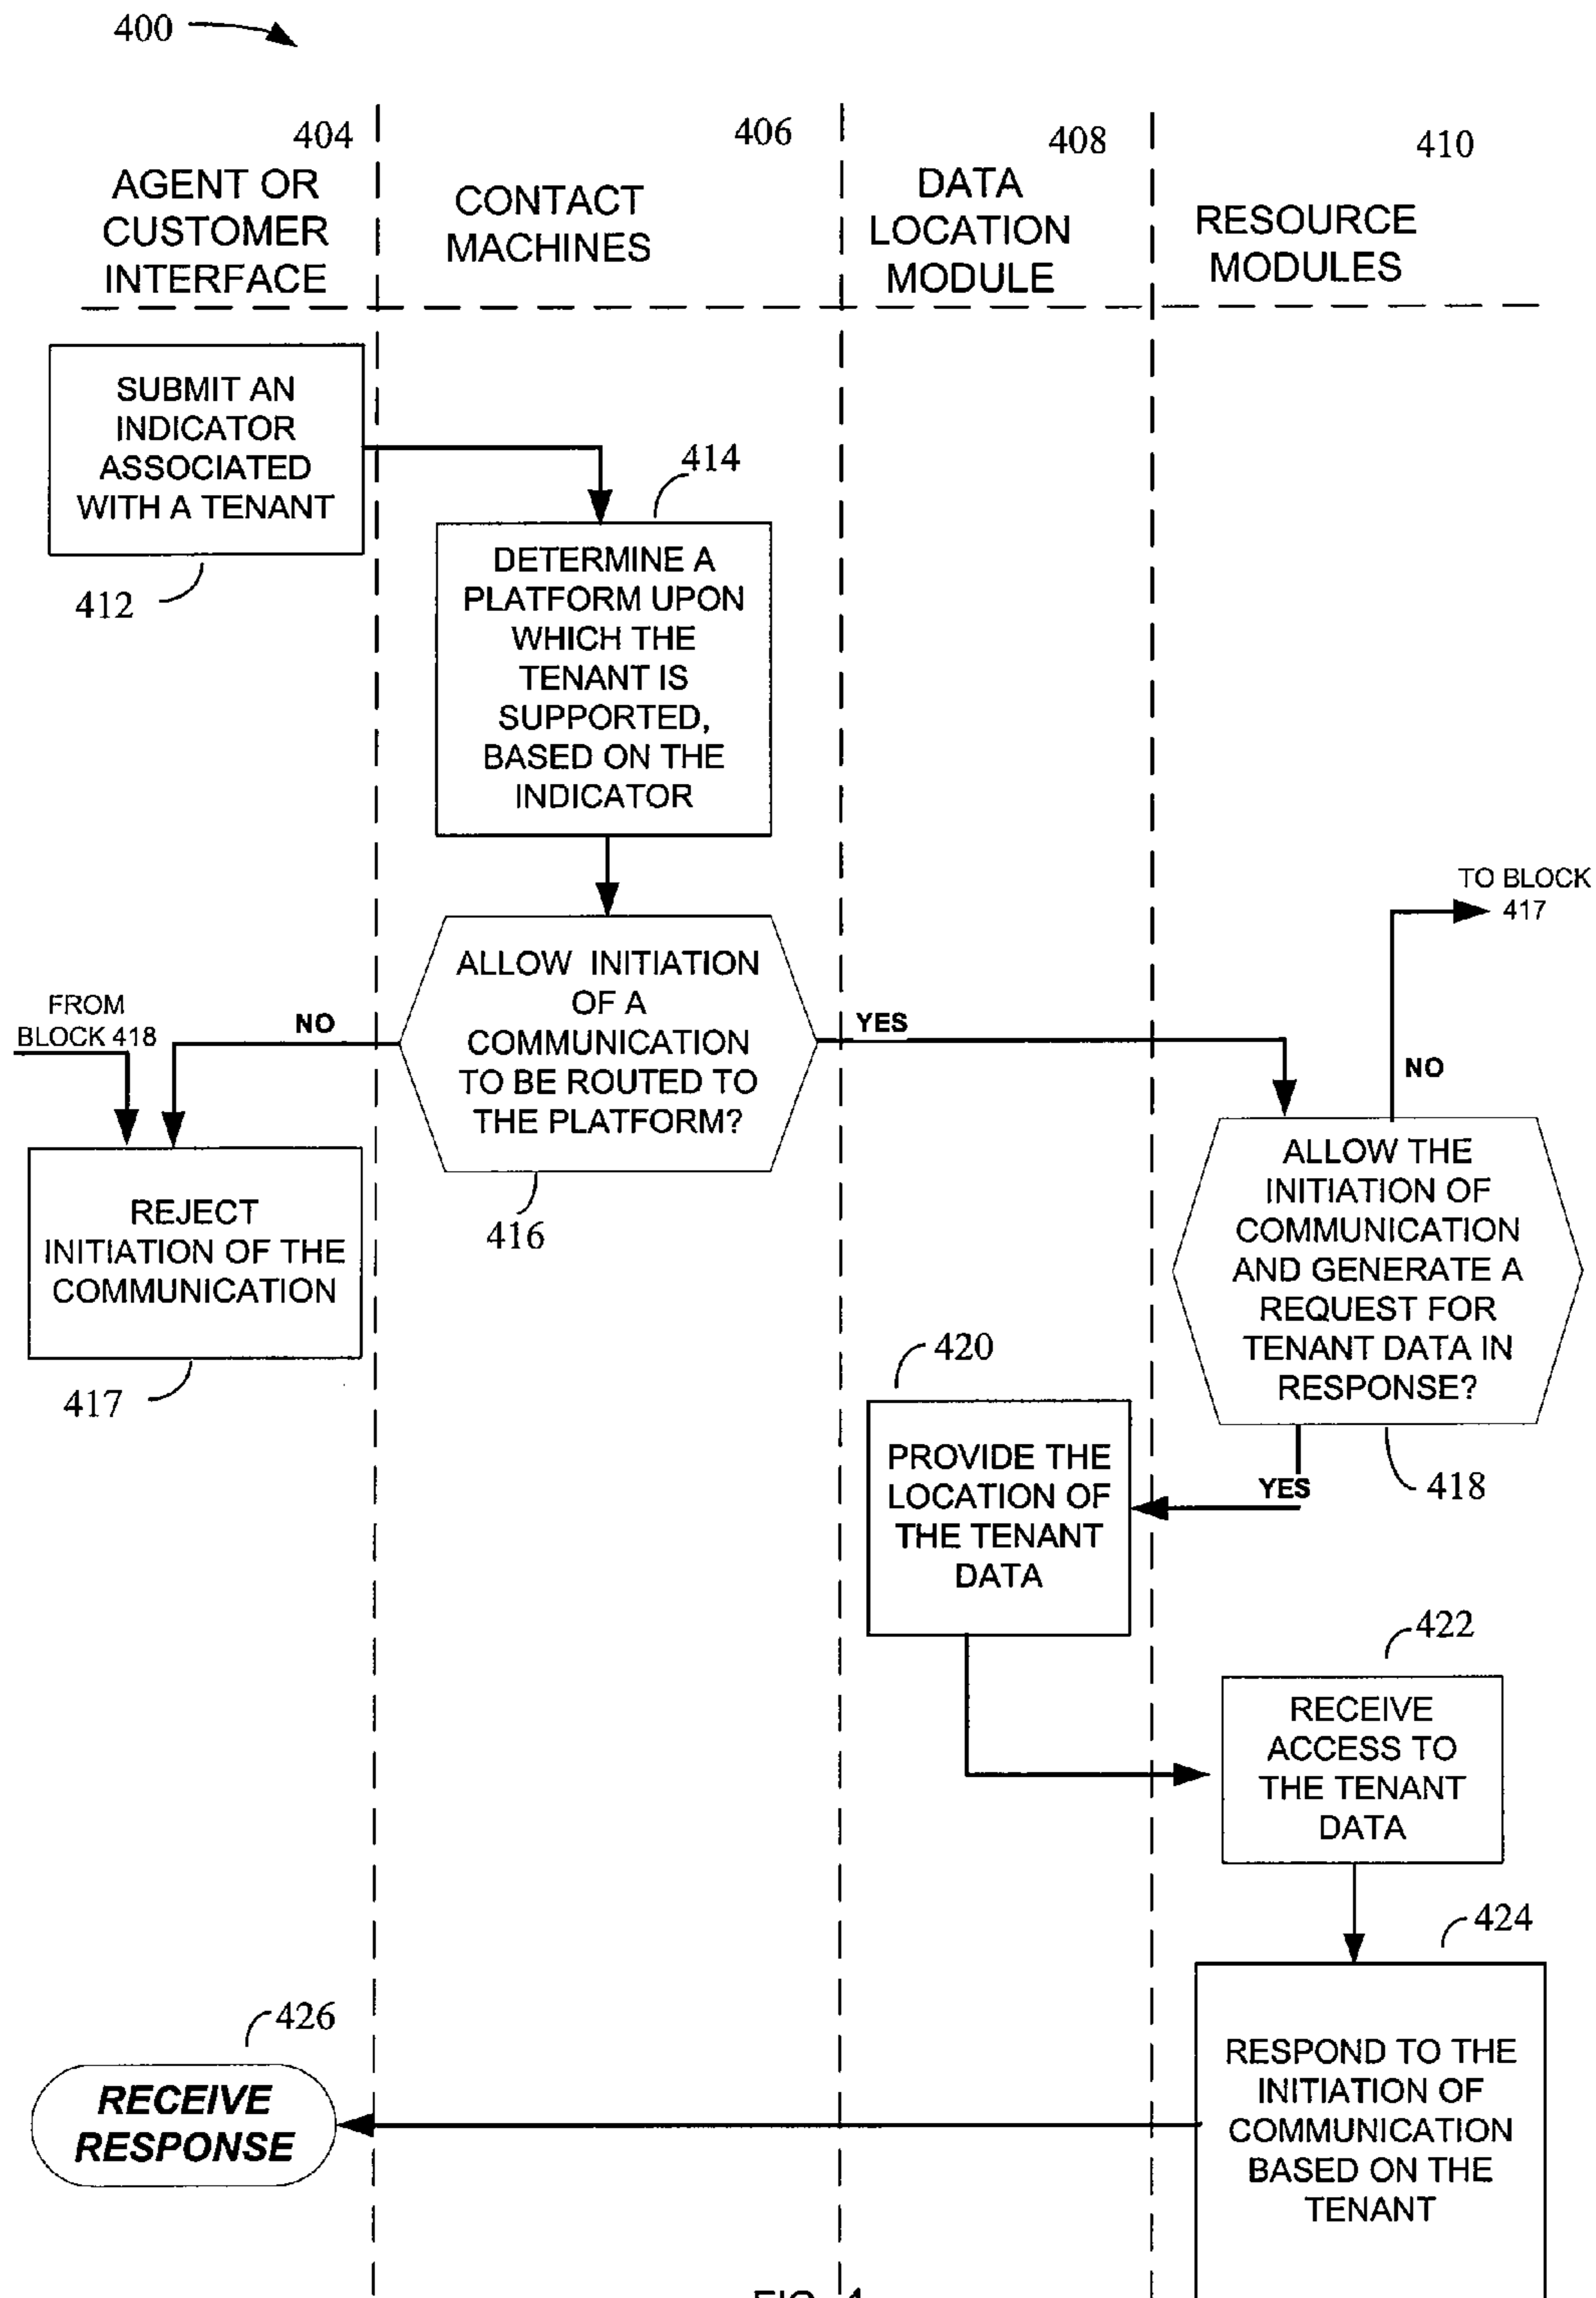 400
404
AGENT OR
CUSTOMER
INTERFACE
406
CONTACT
MACHINES
408
DATA
LOCATION
MODULE
410
RESOURCE
MODULES
SUBMIT AN
INDICATOR
ASSOCIATED
WITH A TENANT
412
414
DETERMINE A
PLATFORM UPON
WHICH THE
TENANT IS
SUPPORTED,
BASED ON THE
INDICATOR
TO BLOCK
417
ALLOW INITIATION
OF A
COMMUNICATION
TO BE ROUTED TO
THE PLATFORM?
416
FROM
BLOCK 418
NO
YES
NO
REJECT
INITIATION OF THE
COMMUNICATION
417
ALLOW THE
INITIATION OF
COMMUNICATION
AND GENERATE A
REQUEST FOR
TENANT DATA IN
RESPONSE?
418
YES
420
PROVIDE THE
LOCATION OF
THE TENANT
DATA
422
RECEIVE
ACCESS TO
THE TENANT
DATA
424
RESPOND TO THE
INITIATION OF
COMMUNICATION
BASED ON THE
TENANT
426
RECEIVE
RESPONSE